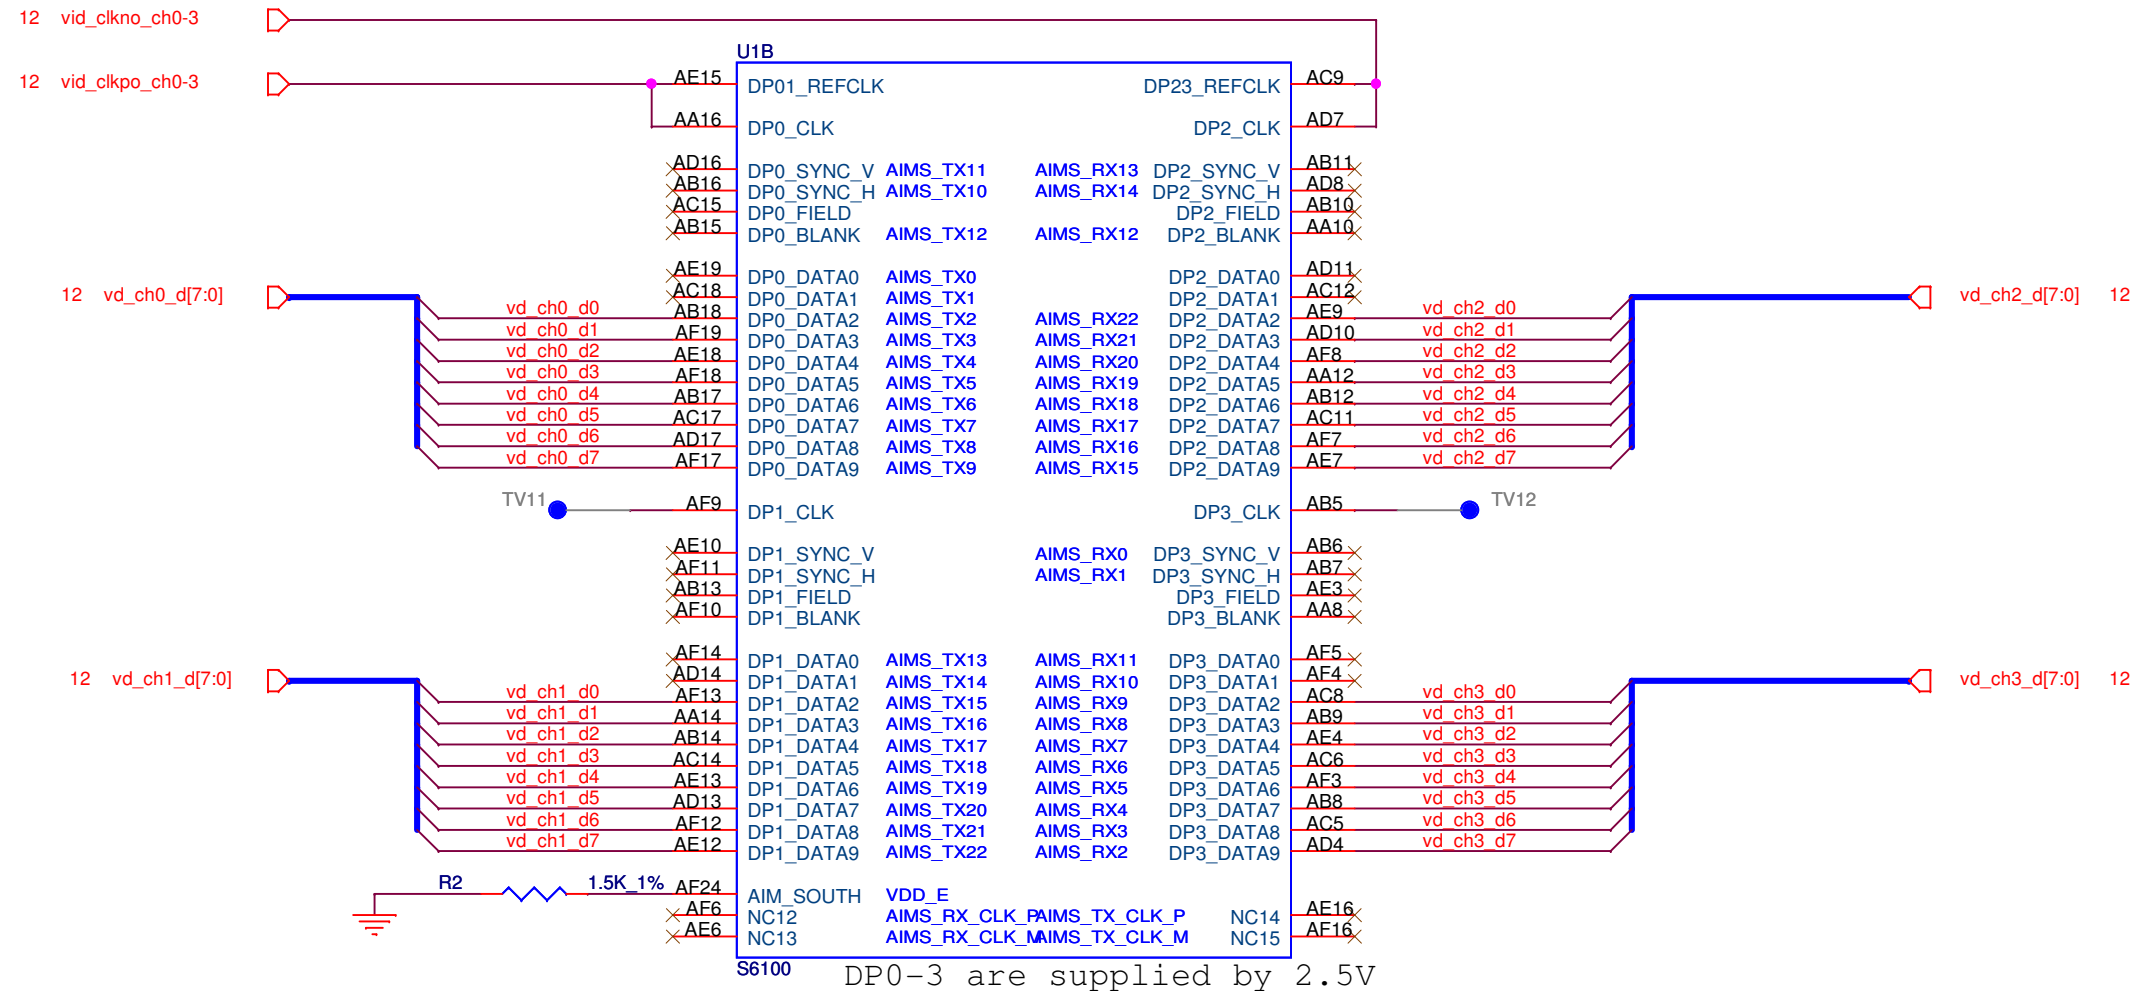 12 vid_clkno_ch0-3
U1B
12 vid_clkpo_ch0-3 AE15 DP01_REFCLK DP23_REFCLK AC9
AA16 DP0_CLK DP2_CLK AD7
AD16 DP0_SYNC_V AIMS_TX11 AIMS_RX13 DP2_SYNC_V AB11
AB16 DP0_SYNC_H AIMS_TX10 AIMS_RX14 DP2_SYNC_H AD8
AC15 DP0_FIELD DP2_FIELD AB10
AB15 DP0_BLANK AIMS_TX12 AIMS_RX12 DP2_BLANK AA10
AE19 DP0_DATA0 AIMS_TX0 DP2_DATA0 AD11
12 vd_ch0_d[7:0] AC18 DP0_DATA1 AIMS_TX1 DP2_DATA1 AC12 vd_ch2_d[7:0] 12
vd_ch0_d0 AB18 DP0_DATA2 AIMS_TX2 AIMS_RX22 DP2_DATA2 AE9 vd_ch2_d0
vd_ch0_d1 AF19 DP0_DATA3 AIMS_TX3 AIMS_RX21 DP2_DATA3 AD10 vd_ch2_d1
vd_ch0_d2 AE18 DP0_DATA4 AIMS_TX4 AIMS_RX20 DP2_DATA4 AF8 vd_ch2_d2
vd_ch0_d3 AF18 DP0_DATA5 AIMS_TX5 AIMS_RX19 DP2_DATA5 AA12 vd_ch2_d3
vd_ch0_d4 AB17 DP0_DATA6 AIMS_TX6 AIMS_RX18 DP2_DATA6 AB12 vd_ch2_d4
vd_ch0_d5 AC17 DP0_DATA7 AIMS_TX7 AIMS_RX17 DP2_DATA7 AC11 vd_ch2_d5
vd_ch0_d6 AD17 DP0_DATA8 AIMS_TX8 AIMS_RX16 DP2_DATA8 AF7 vd_ch2_d6
vd_ch0_d7 AF17 DP0_DATA9 AIMS_TX9 AIMS_RX15 DP2_DATA9 AE7 vd_ch2_d7
TV11 AF9 DP1_CLK DP3_CLK AB5 TV12
AE10 DP1_SYNC_V AIMS_RX0 DP3_SYNC_V AB6
AF11 DP1_SYNC_H AIMS_RX1 DP3_SYNC_H AB7
AB13 DP1_FIELD DP3_FIELD AE3
AF10 DP1_BLANK DP3_BLANK AA8
AF14 DP1_DATA0 AIMS_TX13 AIMS_RX11 DP3_DATA0 AF5
12 vd_ch1_d[7:0] AD14 DP1_DATA1 AIMS_TX14 AIMS_RX10 DP3_DATA1 AF4 vd_ch3_d[7:0] 12
vd_ch1_d0 AF13 DP1_DATA2 AIMS_TX15 AIMS_RX9 DP3_DATA2 AC8 vd_ch3_d0
vd_ch1_d1 AA14 DP1_DATA3 AIMS_TX16 AIMS_RX8 DP3_DATA3 AB9 vd_ch3_d1
vd_ch1_d2 AB14 DP1_DATA4 AIMS_TX17 AIMS_RX7 DP3_DATA4 AE4 vd_ch3_d2
vd_ch1_d3 AC14 DP1_DATA5 AIMS_TX18 AIMS_RX6 DP3_DATA5 AC6 vd_ch3_d3
vd_ch1_d4 AE13 DP1_DATA6 AIMS_TX19 AIMS_RX5 DP3_DATA6 AF3 vd_ch3_d4
vd_ch1_d5 AD13 DP1_DATA7 AIMS_TX20 AIMS_RX4 DP3_DATA7 AB8 vd_ch3_d5
vd_ch1_d6 AF12 DP1_DATA8 AIMS_TX21 AIMS_RX3 DP3_DATA8 AC5 vd_ch3_d6
vd_ch1_d7 AE12 DP1_DATA9 AIMS_TX22 AIMS_RX2 DP3_DATA9 AD4 vd_ch3_d7
R2 1.5K_1% AF24 AIM_SOUTH VDD_E
AF6 NC12 AIMS_RX_CLK_P AIMS_TX_CLK_P NC14 AE16
AE6 NC13 AIMS_RX_CLK_M AIMS_TX_CLK_M NC15 AF16
S6100 DP0-3 are supplied by 2.5V